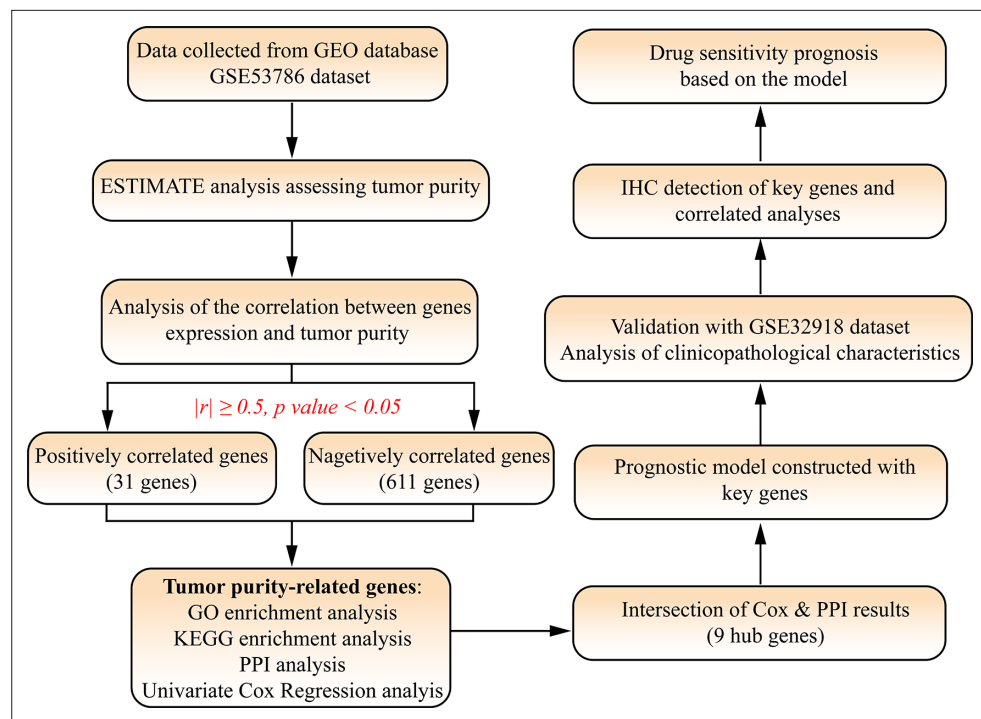 Data collected from GEO database
GSE53786 dataset
ESTIMATE analysis assessing tumor purity
Analysis of the correlation between genes
expression and tumor purity
|r| ≥ 0.5, p value < 0.05
Positively correlated genes
(31 genes)
Nagetively correlated genes
(611 genes)
Tumor purity-related genes:
GO enrichment analysis
KEGG enrichment analysis
PPI analysis
Univariate Cox Regression analyis
Intersection of Cox & PPI results
(9 hub genes)
Prognostic model constructed with
key genes
Validation with GSE32918 dataset
Analysis of clinicopathological characteristics
IHC detection of key genes and
correlated analyses
Drug sensitivity prognosis
based on the model